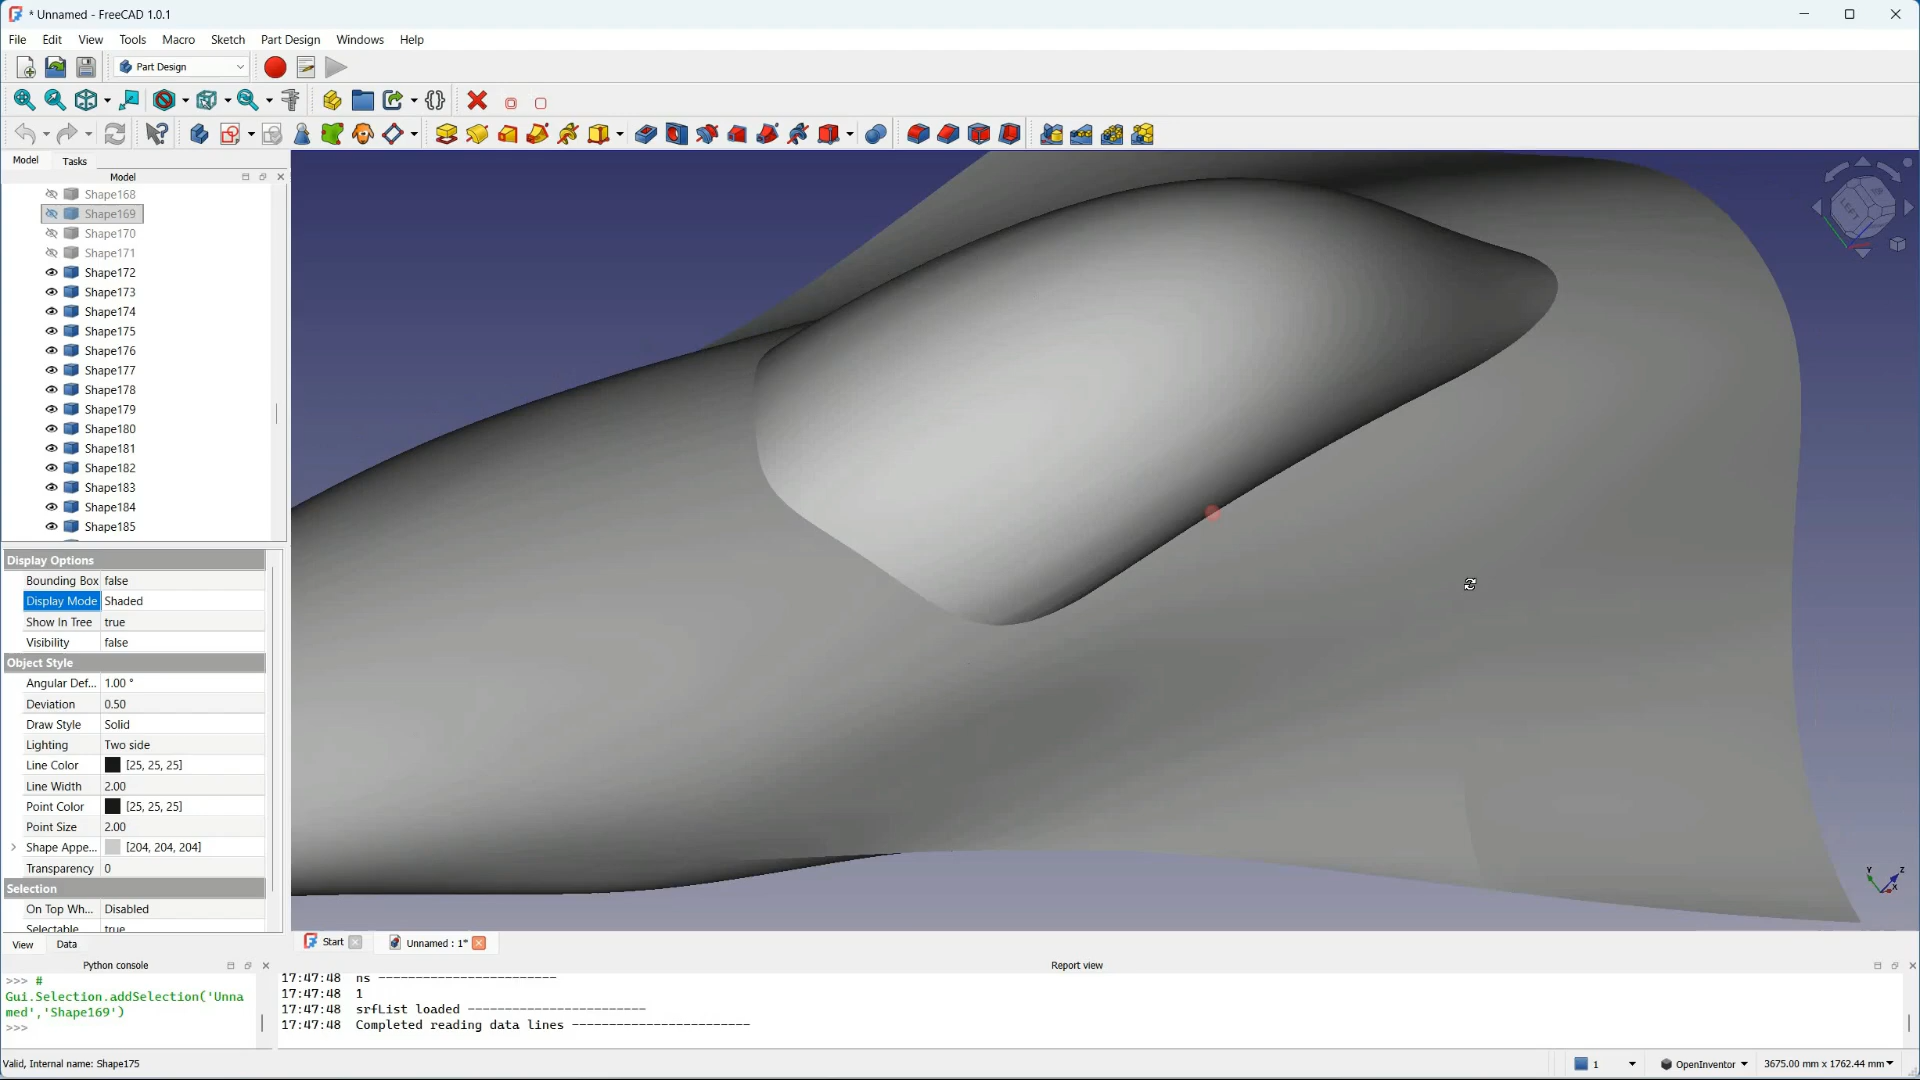 * Unnamed - FreeCAD 1.0.1
File Edit View Tools Macro Sketch Part Design Windows Help
Part Design
Model Tasks
Model
Shape168
Shape169
Shape170
Shape171
Shape172
Shape173
Shape174
Shape175
Shape176
Shape177
Shape178
Shape179
Shape180
Shape181
Shape182
Shape183
Shape184
Shape185
LEFT
Display Options
Bounding Box false
Display Mode Shaded
Show In Tree true
Visibility false
Object Style
Angular Def... 1.00 °
Deviation 0.50
Draw Style Solid
Lighting Two side
Line Color [25, 25, 25]
Line Width 2.00
Point Color [25, 25, 25]
Point Size 2.00
Shape Appe... [204, 204, 204]
Transparency 0
Selection
On Top Wh... Disabled
Selectable true
View Data
Y Z X
Start Unnamed : 1*
Python console
>>> #
Gui.Selection.addSelection('Unna
med','Shape169')
>>>
Report view
17:47:48 ns -----------------------
17:47:48 1
17:47:48 srfList loaded -----------------------
17:47:48 Completed reading data lines -----------------------
Valid, Internal name: Shape175
1 OpenInventor 3675.00 mm x 1762.44 mm